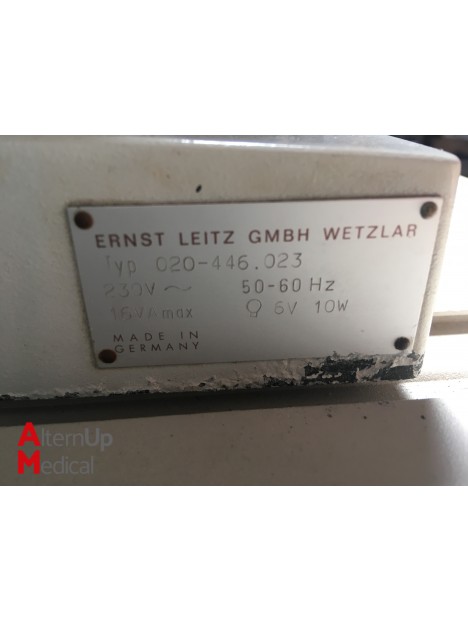 ERNST LEITZ GMBH WETZLAR
Typ 020-446.023
230V ~ 50-60 Hz
16VA max 6V 10W
MADE IN
GERMANY
AlternUp
Medical